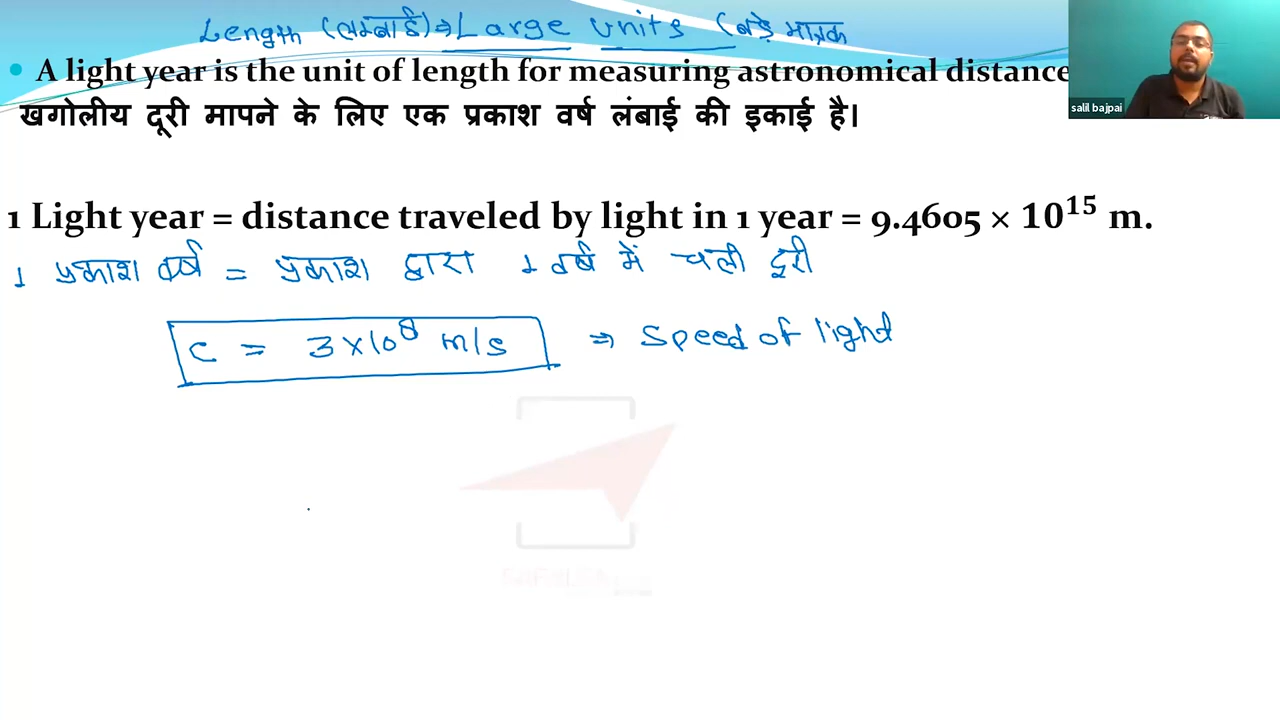 Length (लम्बाई) ⇒ Large units (बड़े मात्रक
• A light year is the unit of length for measuring astronomical distance
खगोलीय दूरी मापने के लिए एक प्रकाश वर्ष लंबाई की इकाई है।
salil bajpai
1 Light year = distance traveled by light in 1 year = 9.4605 × 10¹⁵ m.
1 प्रकाश वर्ष = प्रकाश द्वारा 1 वर्ष में चली दूरी
c = 3×10⁸ m/s ⇒ speed of light